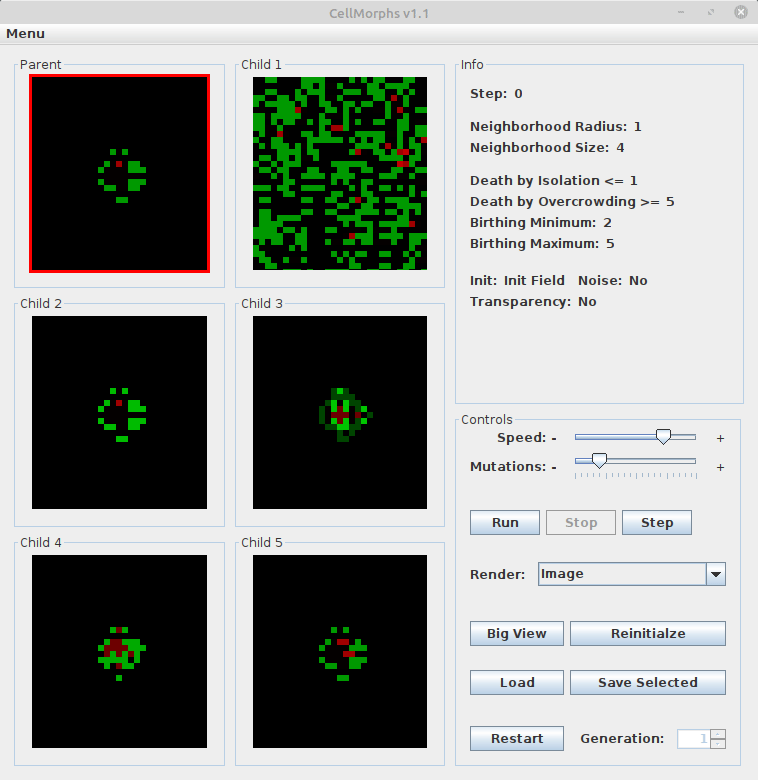 CellMorphs v1.1
Menu
Parent
Child 1
Child 2
Child 3
Child 4
Child 5
Info
Step: 0
Neighborhood Radius: 1
Neighborhood Size: 4
Death by Isolation <= 1
Death by Overcrowding >= 5
Birthing Minimum: 2
Birthing Maximum: 5
Init: Init Field Noise: No
Transparency: No
Controls
Speed: - +
Mutations: - +
Run Stop Step
Render: Image
Big View Reinitialze
Load Save Selected
Restart Generation: 1